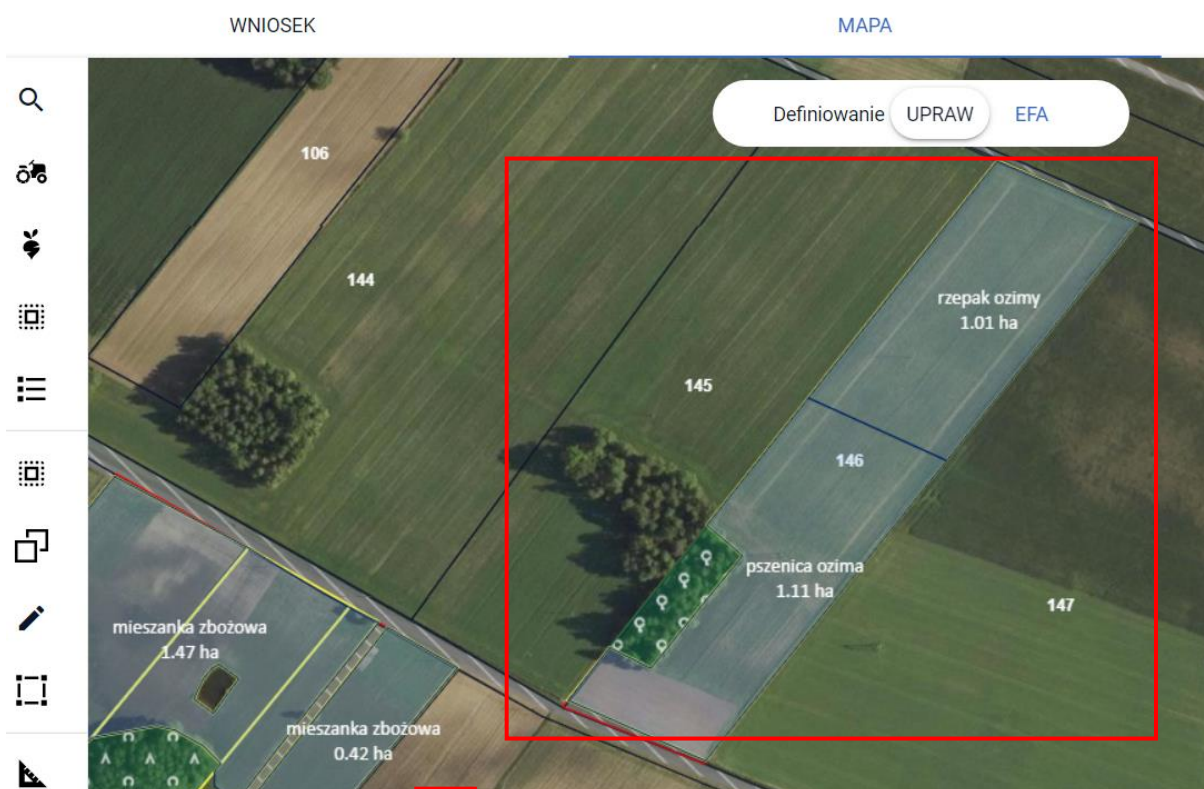 WNIOSEK
MAPA
Definiowanie UPRAW EFA
106
144
rzepak ozimy
1.01 ha
145
146
pszenica ozima
1.11 ha
147
mieszanka zbożowa
1.47 ha
mieszanka zbożowa
0.42 ha